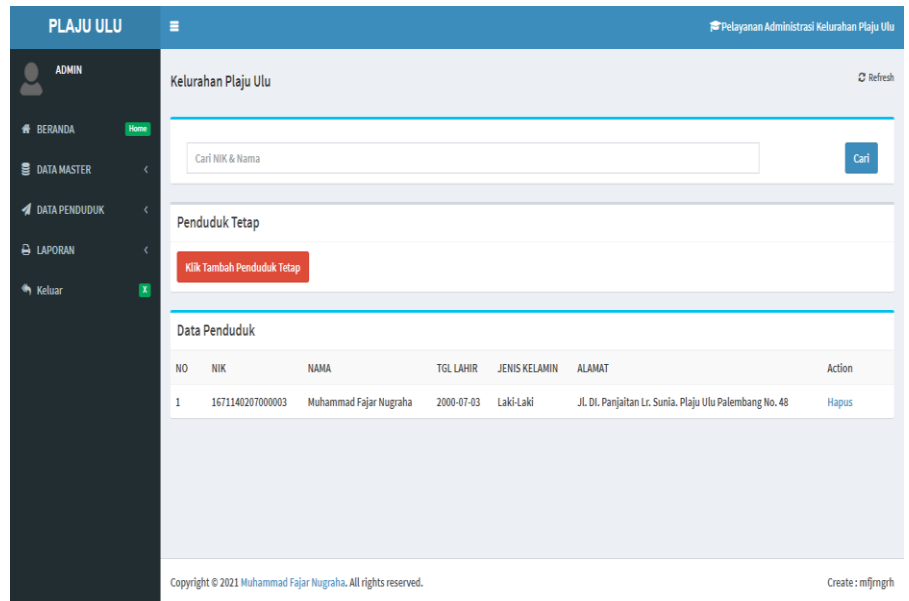 PLAJU ULU
Pelayanan Administrasi Kelurahan Plaju Ulu
ADMIN
BERANDA Home
DATA MASTER
DATA PENDUDUK
LAPORAN
Keluar X
Kelurahan Plaju Ulu
Refresh
Cari NIK & Nama
Cari
Penduduk Tetap
Klik Tambah Penduduk Tetap
Data Penduduk
NO NIK NAMA TGL LAHIR JENIS KELAMIN ALAMAT Action
1 1671140207000003 Muhammad Fajar Nugraha 2000-07-03 Laki-Laki Jl. DI. Panjaitan Lr. Sunia. Plaju Ulu Palembang No. 48 Hapus
Copyright © 2021 Muhammad Fajar Nugraha. All rights reserved.
Create : mfjrngrh